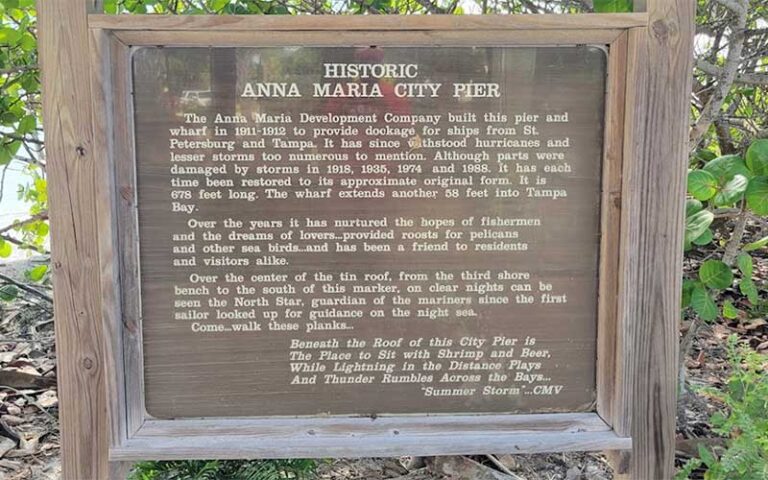 HISTORIC
ANNA MARIA CITY PIER
The Anna Maria Development Company built this pier and
wharf in 1911-1912 to provide dockage for ships from St.
Petersburg and Tampa. It has since withstood hurricanes and
lesser storms too numerous to mention. Although parts were
damaged by storms in 1918, 1935, 1974 and 1988. It has each
time been restored to its approximate original form. It is
678 feet long. The wharf extends another 58 feet into Tampa
Bay.
Over the years it has nurtured the hopes of fishermen
and the dreams of lovers...provided roosts for pelicans
and other sea birds...and has been a friend to residents
and visitors alike.
Over the center of the tin roof, from the third shore
bench to the south of this marker, on clear nights can be
seen the North Star, guardian of the mariners since the first
sailor looked up for guidance on the night sea.
Come...walk these planks...
Beneath the Roof of this City Pier is
The Place to Sit with Shrimp and Beer,
While Lightning in the Distance Plays
And Thunder Rumbles Across the Bays...
"Summer Storm"...CMV